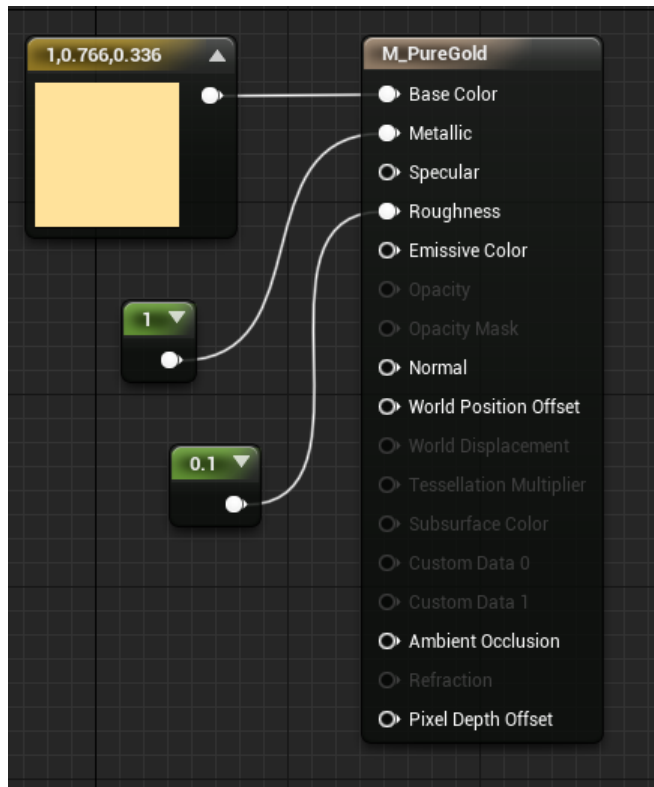 1,0.766,0.336
M_PureGold
Base Color
Metallic
Specular
Roughness
Emissive Color
Opacity
1
Opacity Mask
Normal
World Position Offset
World Displacement
0.1
Tessellation Multiplier
Subsurface Color
Custom Data 0
Custom Data 1
Ambient Occlusion
Refraction
Pixel Depth Offset